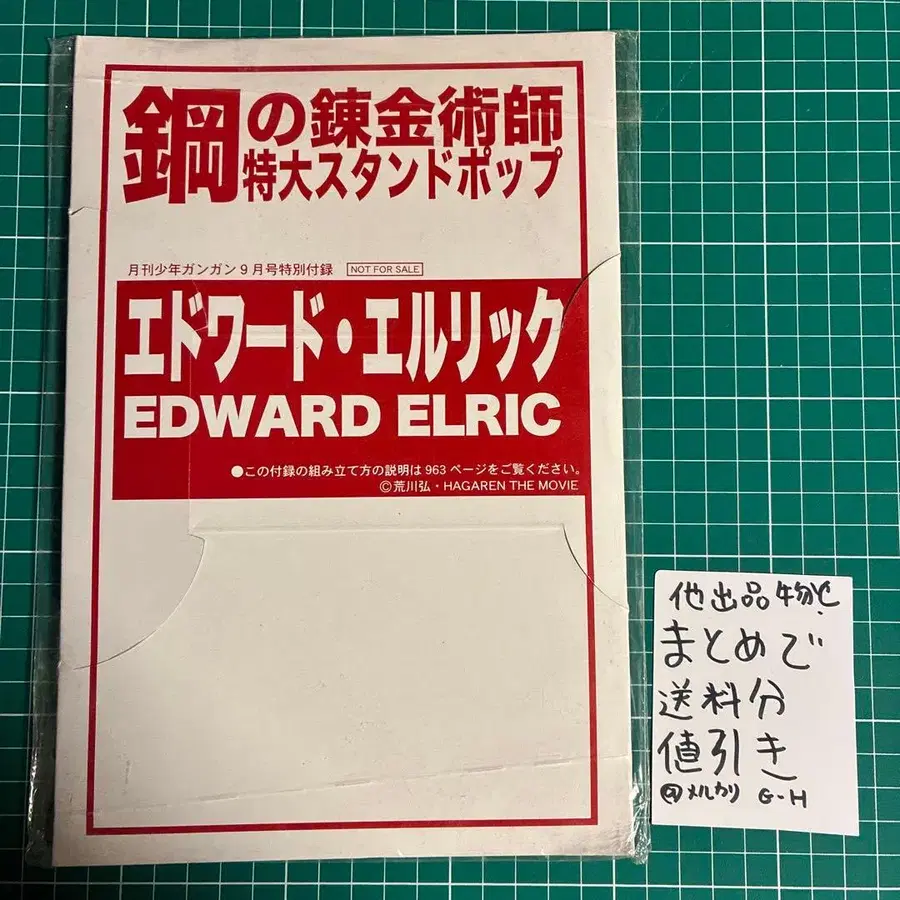 鋼の錬金術師
特大スタンドポップ
月刊少年ガンガン9月号特別付録 NOT FOR SALE
エドワード・エルリック
EDWARD ELRIC
●この付録の組み立て方の説明は963ページをご覧ください。
©荒川弘・HAGAREN THE MOVIE
他出品物と
まとめで
送料分
値引き
@メルカリ G-H